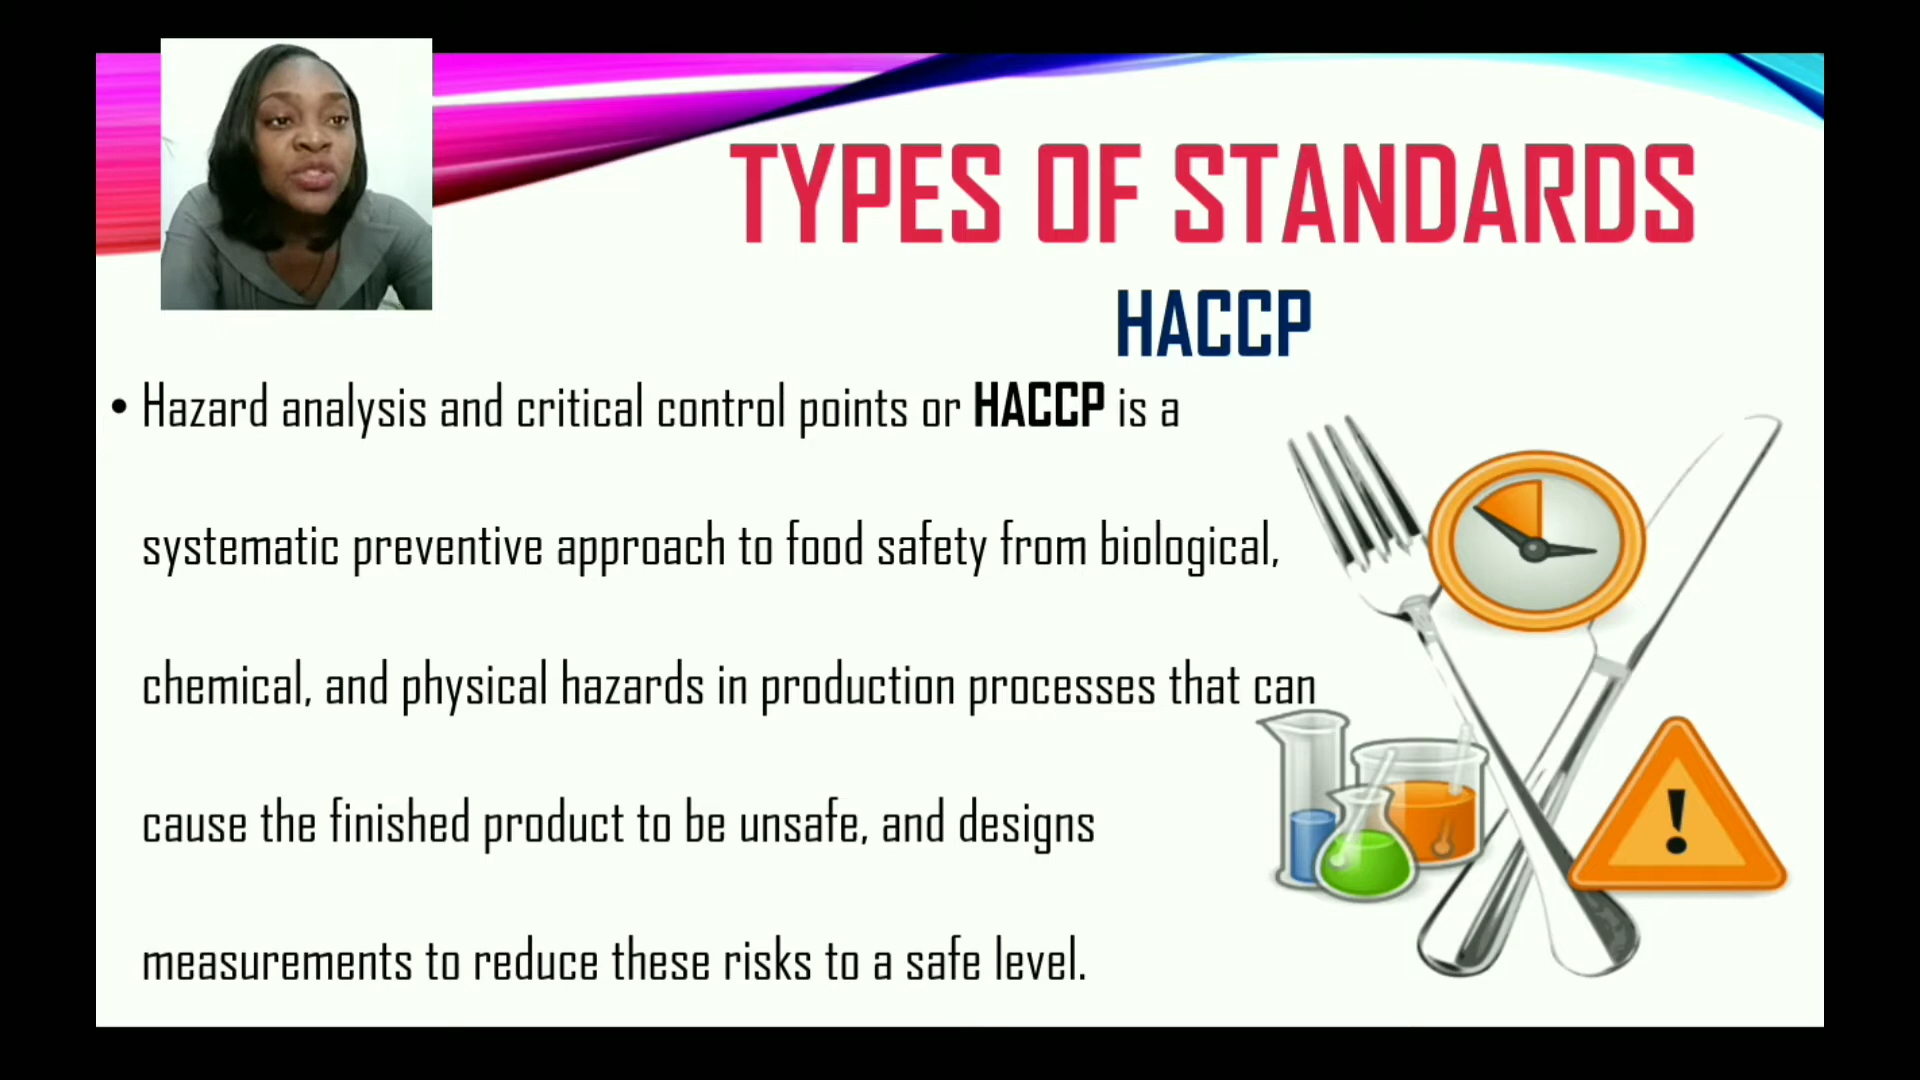 TYPES OF STANDARDS
HACCP
• Hazard analysis and critical control points or HACCP is a
systematic preventive approach to food safety from biological,
chemical, and physical hazards in production processes that can
cause the finished product to be unsafe, and designs
measurements to reduce these risks to a safe level.
!